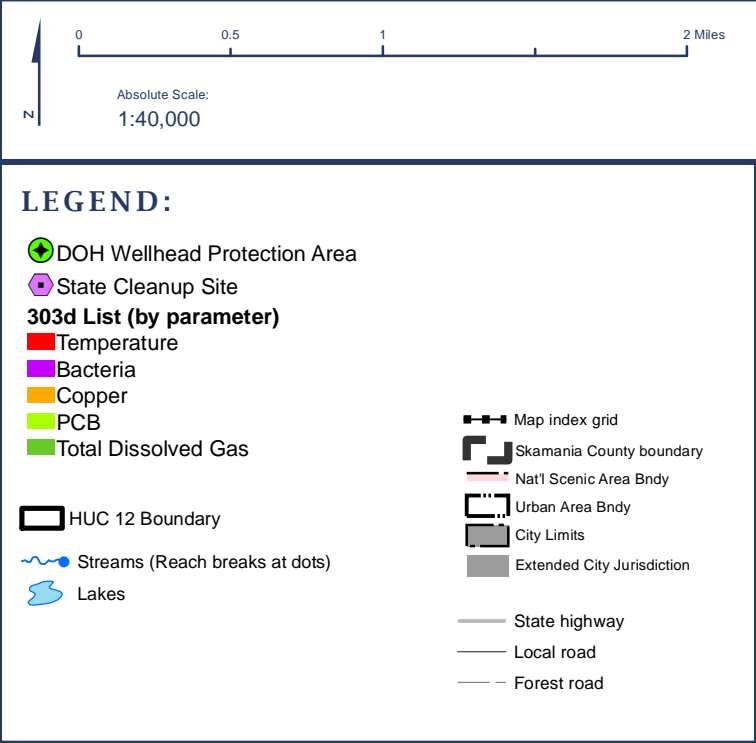 0 0.5 1 2 Miles
Absolute Scale:
1:40,000
N
LEGEND:
DOH Wellhead Protection Area
State Cleanup Site
303d List (by parameter)
Temperature
Bacteria
Copper
PCB
Total Dissolved Gas
HUC 12 Boundary
Streams (Reach breaks at dots)
Lakes
Map index grid
Skamania County boundary
Nat'l Scenic Area Bndy
Urban Area Bndy
City Limits
Extended City Jurisdiction
State highway
Local road
Forest road